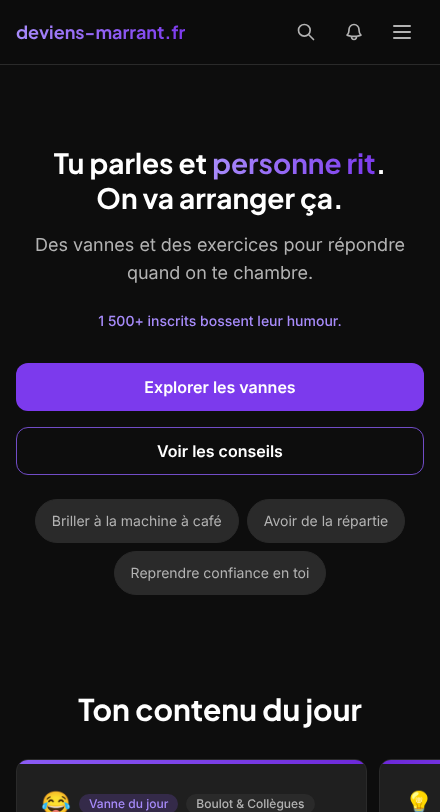 deviens-marrant.fr
Tu parles et personne rit.
On va arranger ça.
Des vannes et des exercices pour répondre
quand on te chambre.
1 500+ inscrits bossent leur humour.
Explorer les vannes
Voir les conseils
Briller à la machine à café
Avoir de la répartie
Reprendre confiance en toi
Ton contenu du jour
Vanne du jour
Boulot & Collègues